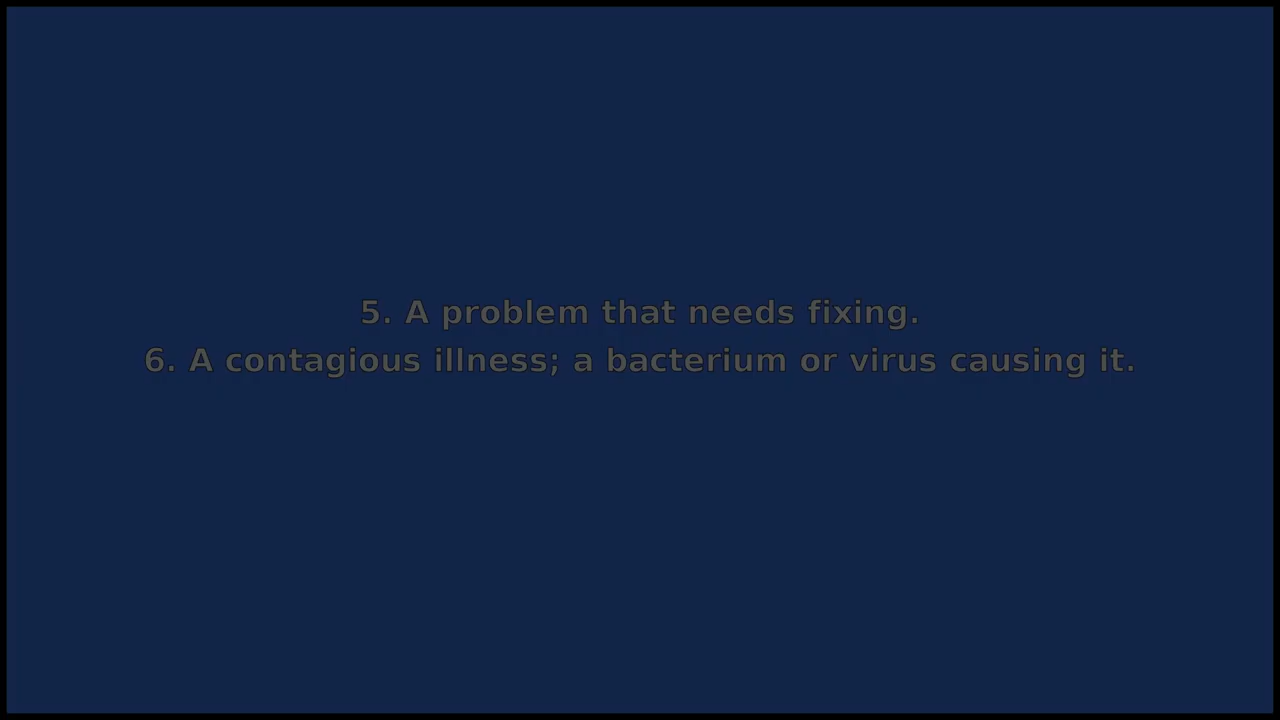 5. A problem that needs fixing.
6. A contagious illness; a bacterium or virus causing it.